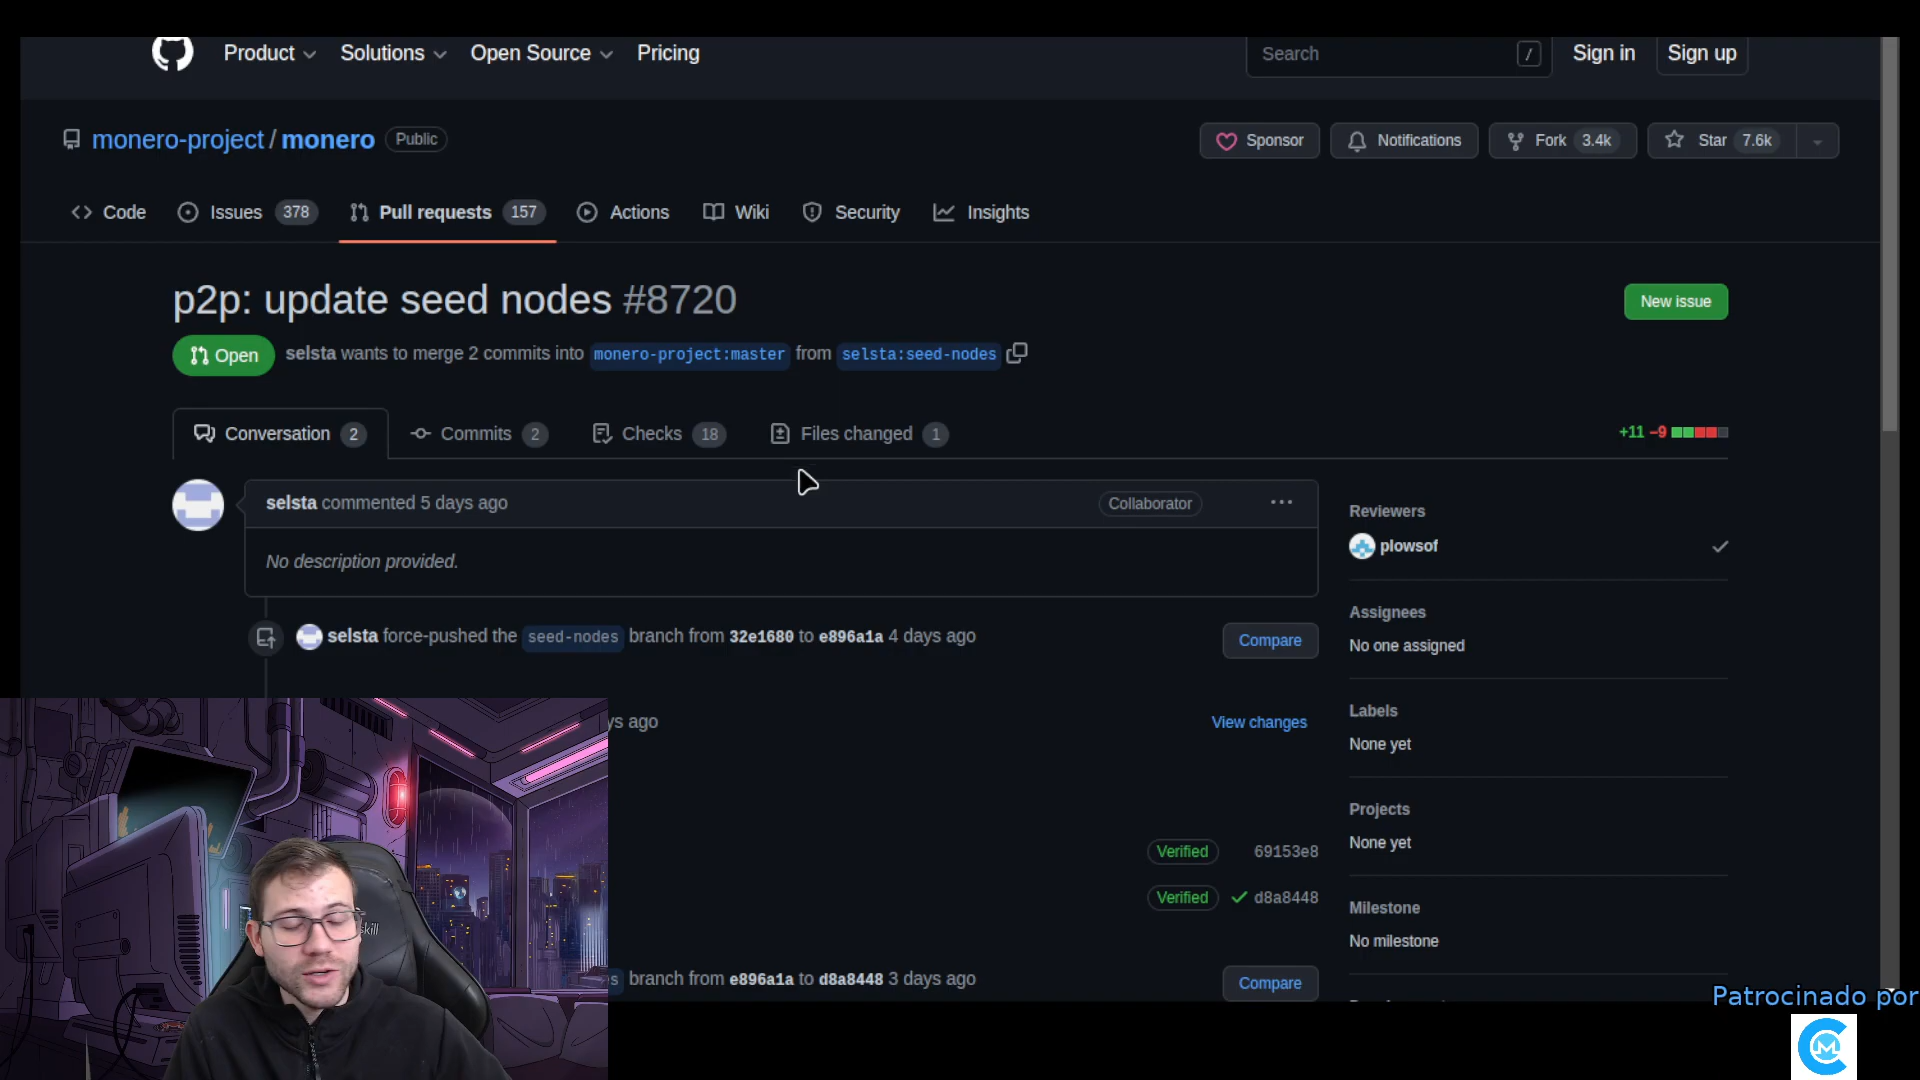 Product Solutions Open Source Pricing Search / Sign in Sign up
monero-project / monero Public Sponsor Notifications Fork 3.4k Star 7.6k
Code Issues 378 Pull requests 157 Actions Wiki Security Insights
p2p: update seed nodes #8720 New issue
Open selsta wants to merge 2 commits into monero-project:master from selsta:seed-nodes
Conversation 2 Commits 2 Checks 18 Files changed 1 +11 −9
selsta commented 5 days ago Collaborator ...
No description provided.
selsta force-pushed the seed-nodes branch from 32e1680 to e896a1a 4 days ago Compare
ys ago View changes
Verified 69153e8
Verified d8a8448
s branch from e896a1a to d8a8448 3 days ago Compare
Reviewers
plowsof
Assignees
No one assigned
Labels
None yet
Projects
None yet
Milestone
No milestone
skill
Patrocinado por